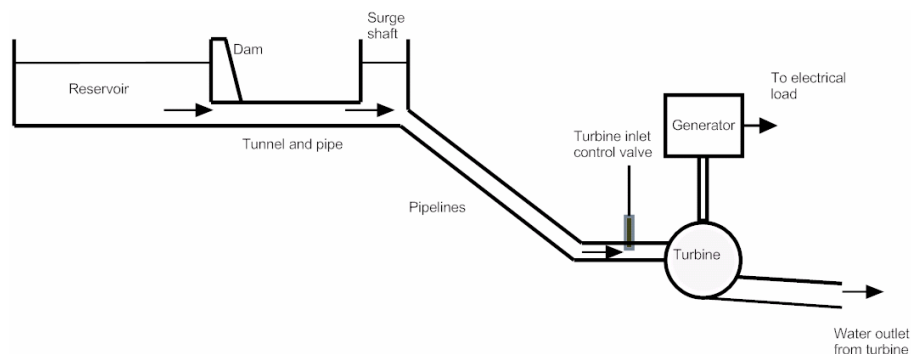 Surge
shaft
Dam
Reservoir
To electrical
load
Generator
Turbine inlet
control valve
Tunnel and pipe
Pipelines
Turbine
Water outlet
from turbine